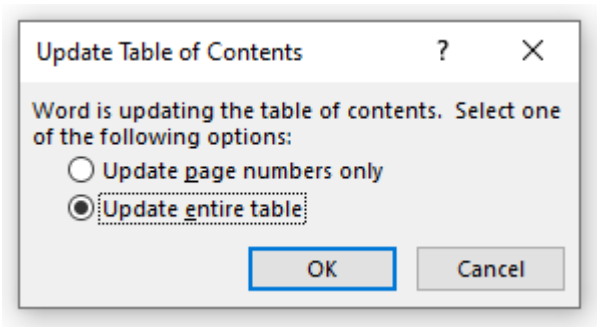 Update Table of Contents ? X
Word is updating the table of contents. Select one
of the following options:
Update page numbers only
Update entire table
OK Cancel